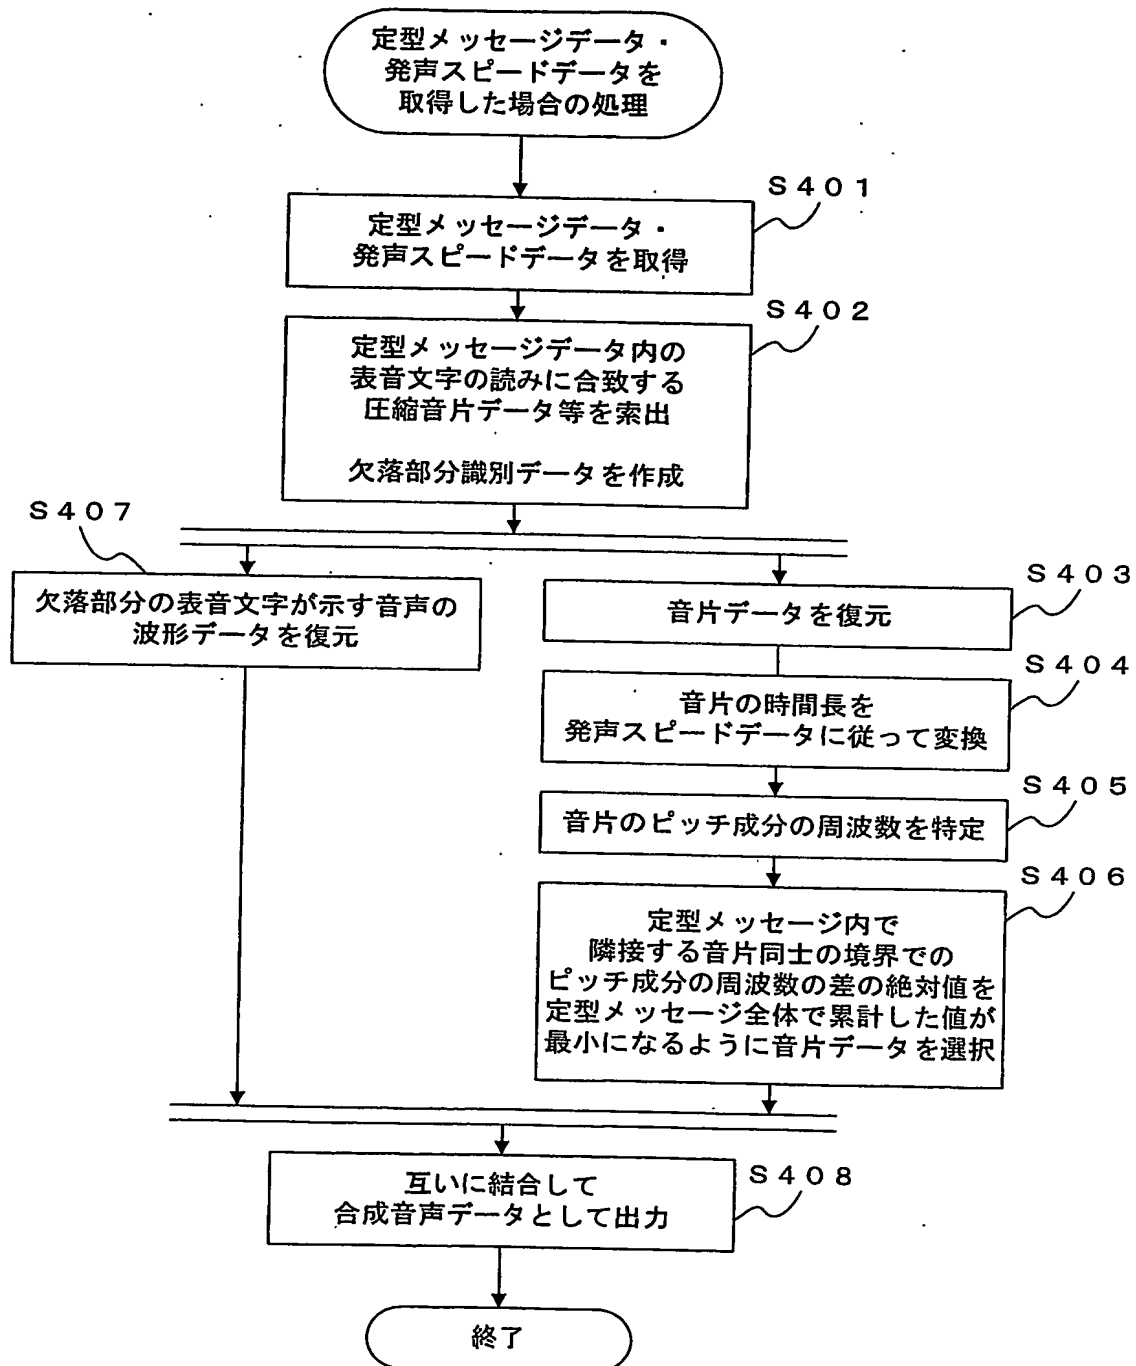 定型メッセージデータ・
発声スピードデータを
取得した場合の処理
S401
定型メッセージデータ・
発声スピードデータを取得
S402
定型メッセージデータ内の
表音文字の読みに合致する
圧縮音片データ等を索出
欠落部分識別データを作成
S407
欠落部分の表音文字が示す音声の
波形データを復元
S403
音片データを復元
S404
音片の時間長を
発声スピードデータに従って変換
S405
音片のピッチ成分の周波数を特定
S406
定型メッセージ内で
隣接する音片同士の境界での
ピッチ成分の周波数の差の絶対値を
定型メッセージ全体で累計した値が
最小になるように音片データを選択
S408
互いに結合して
合成音声データとして出力
終了